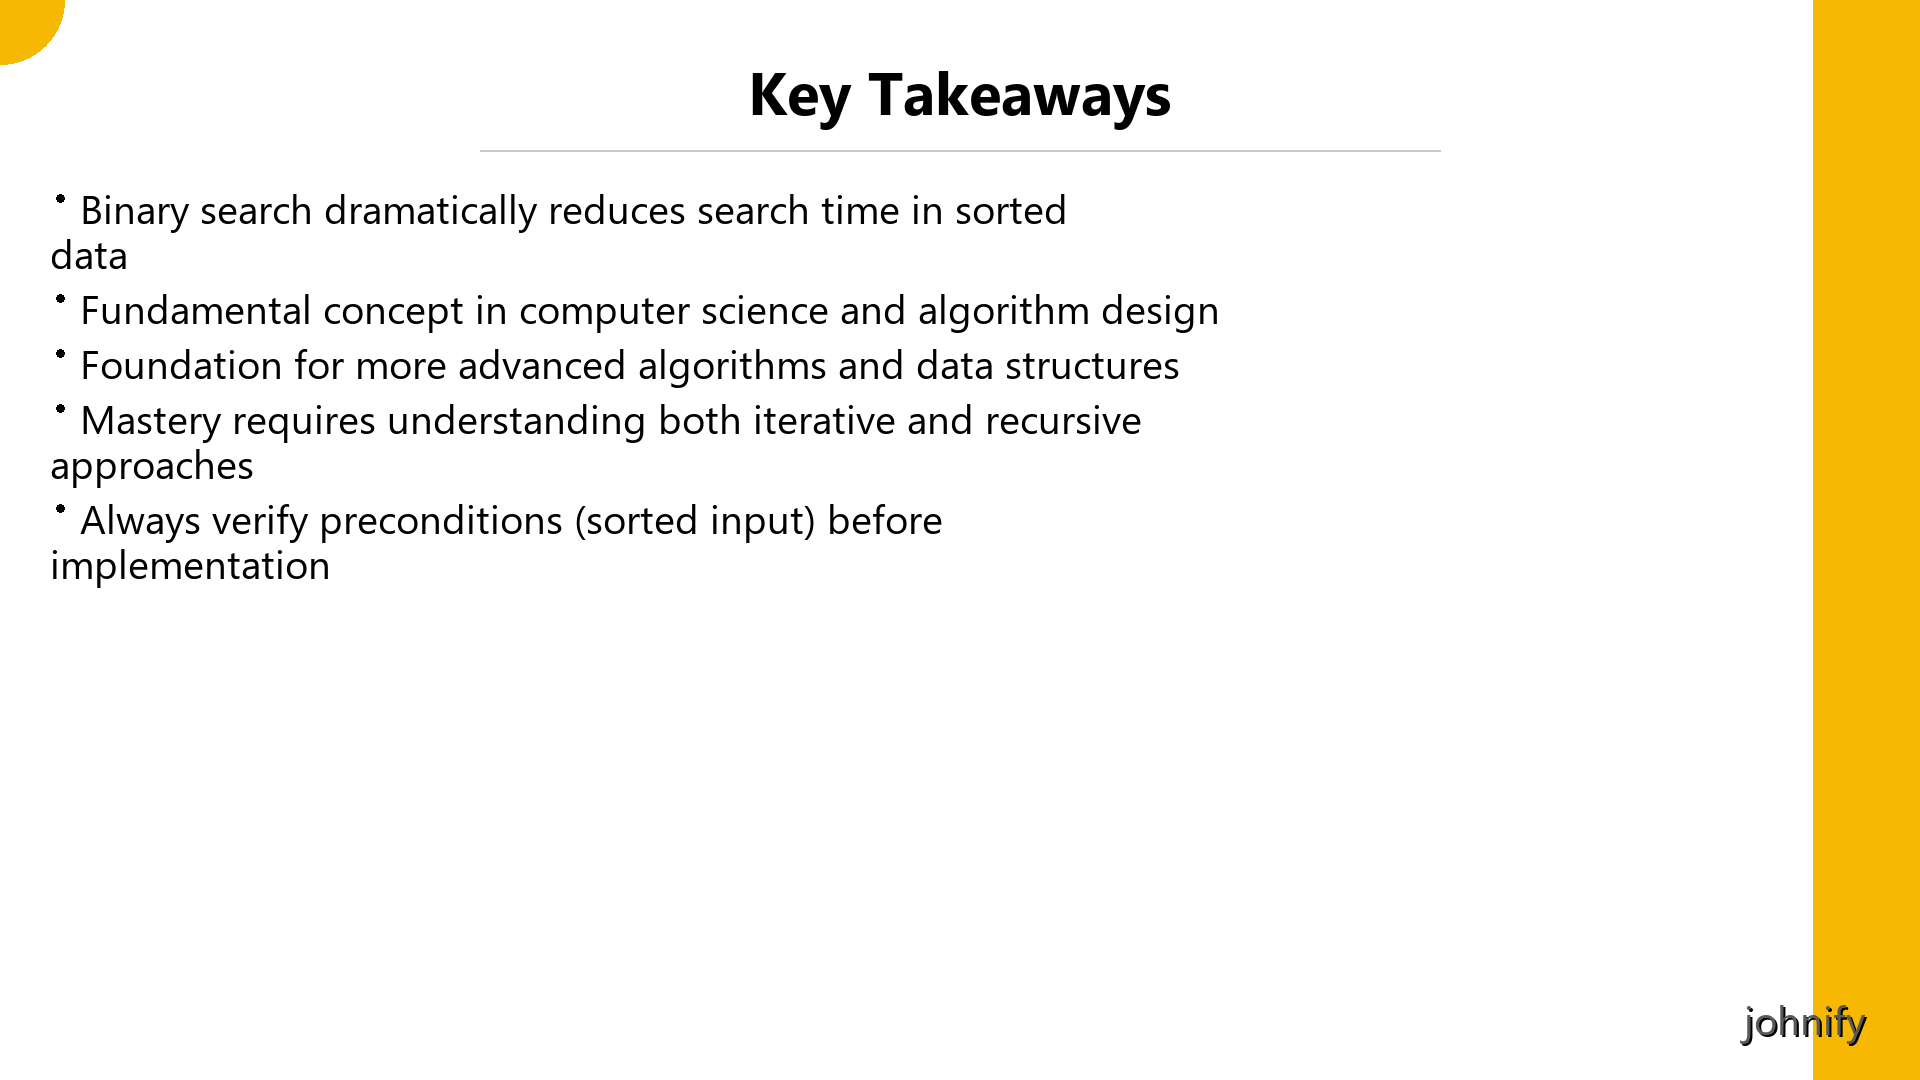 Key Takeaways
• Binary search dramatically reduces search time in sorted
data
• Fundamental concept in computer science and algorithm design
• Foundation for more advanced algorithms and data structures
• Mastery requires understanding both iterative and recursive
approaches
• Always verify preconditions (sorted input) before
implementation
johnify